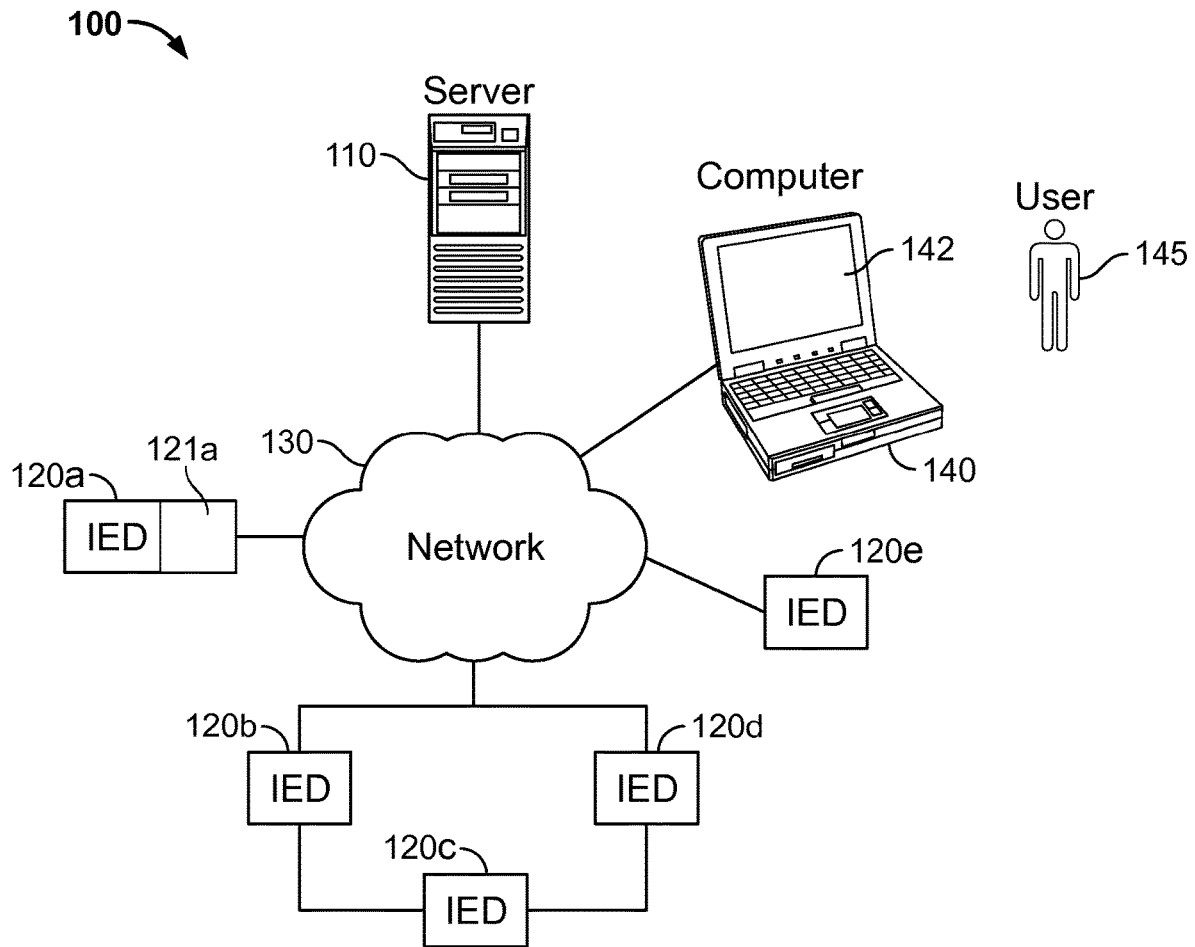 100
Server
110
Computer
User
142
145
130
121a
120a
140
IED
Network
120e
IED
120b
120d
IED
IED
120c
IED